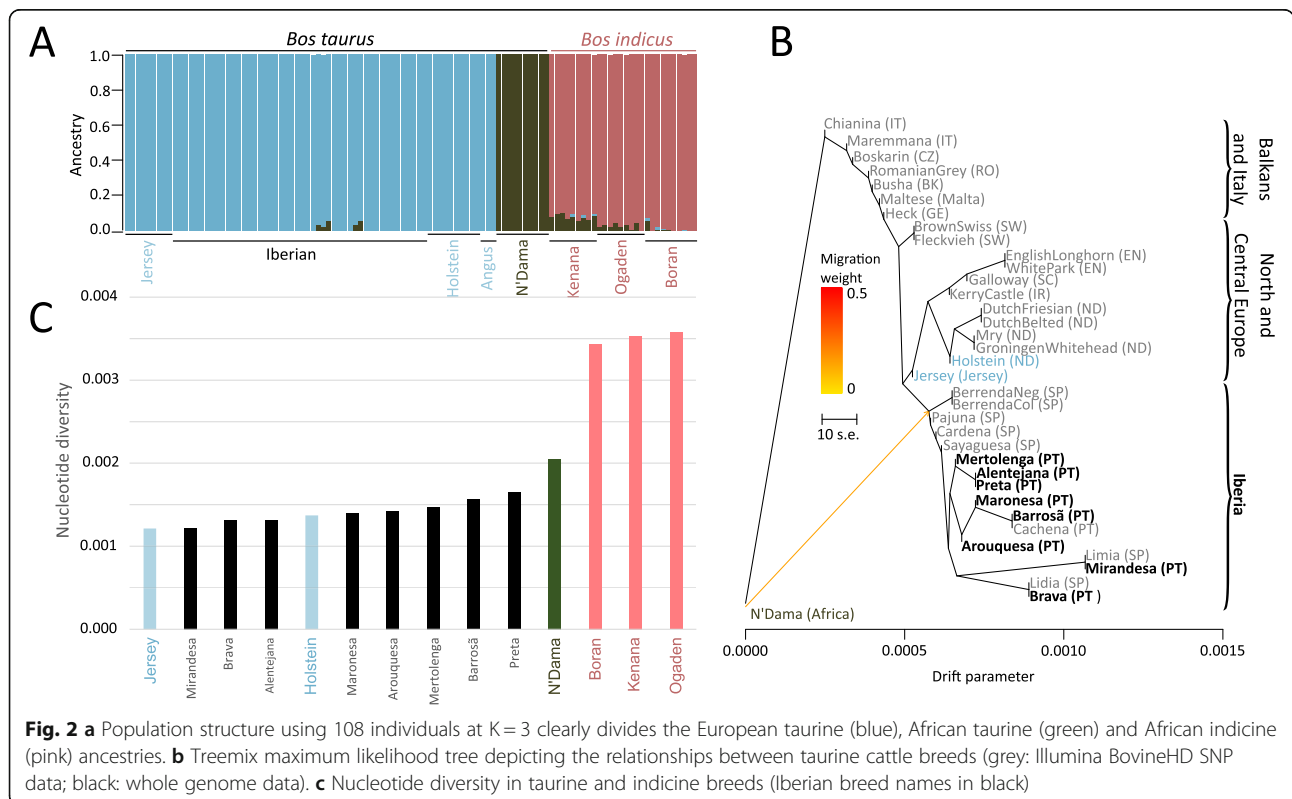 A
Bos taurus
Bos indicus
1.0
0.8
0.6
0.4
0.2
0.0
Ancestry
Jersey
Iberian
Holstein
Angus
N'Dama
Kenana
Ogaden
Boran
B
Chianina (IT)
Maremmana (IT)
Boskarin (CZ)
RomanianGrey (RO)
Busha (BK)
Maltese (Malta)
Heck (GE)
BrownSwiss (SW)
Fleckvieh (SW)
EnglishLonghorn (EN)
WhitePark (EN)
Galloway (SC)
KerryCastle (IR)
DutchFriesian (ND)
DutchBelted (ND)
Mry (ND)
GroningenWhitehead (ND)
Holstein (ND)
Jersey (Jersey)
BerrendaNeg (SP)
BerrendaCol (SP)
Pajuna (SP)
Cardena (SP)
Sayaguesa (SP)
Mertolenga (PT)
Alentejana (PT)
Preta (PT)
Maronesa (PT)
Barrosã (PT)
Cachena (PT)
Arouquesa (PT)
Limia (SP)
Mirandesa (PT)
Lidia (SP)
Brava (PT )
N'Dama (Africa)
Balkans
and Italy
North and
Central Europe
Iberia
Migration
weight
0.5
0
10 s.e.
0.0000
0.0005
0.0010
0.0015
Drift parameter
C
0.004
0.003
0.002
0.001
0.000
Nucleotide diversity
Jersey
Mirandesa
Brava
Alentejana
Holstein
Maronesa
Arouquesa
Mertolenga
Barrosã
Preta
N'Dama
Boran
Kenana
Ogaden
Fig. 2 a Population structure using 108 individuals at K = 3 clearly divides the European taurine (blue), African taurine (green) and African indicine
(pink) ancestries. b Treemix maximum likelihood tree depicting the relationships between taurine cattle breeds (grey: Illumina BovineHD SNP
data; black: whole genome data). c Nucleotide diversity in taurine and indicine breeds (Iberian breed names in black)